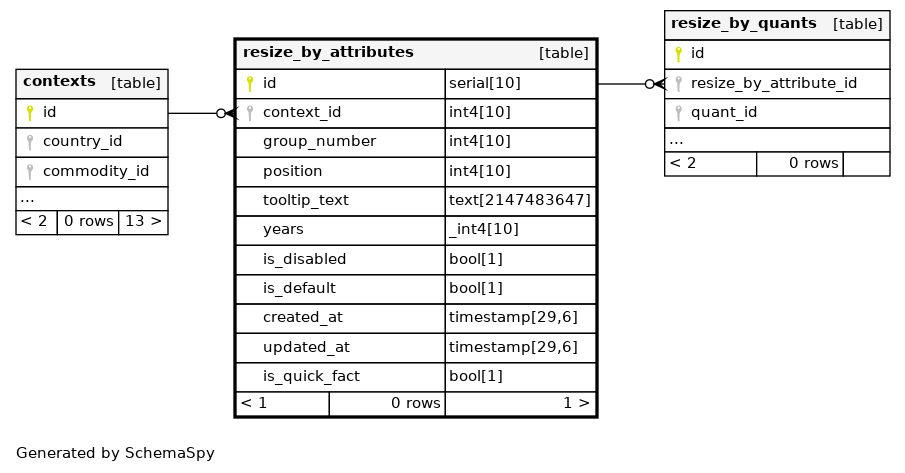 contexts [table]
id
country_id
commodity_id
...
< 2 0 rows 13 >
resize_by_attributes [table]
id serial[10]
context_id int4[10]
group_number int4[10]
position int4[10]
tooltip_text text[2147483647]
years _int4[10]
is_disabled bool[1]
is_default bool[1]
created_at timestamp[29,6]
updated_at timestamp[29,6]
is_quick_fact bool[1]
< 1 0 rows 1 >
resize_by_quants [table]
id
resize_by_attribute_id
quant_id
...
< 2 0 rows
Generated by SchemaSpy